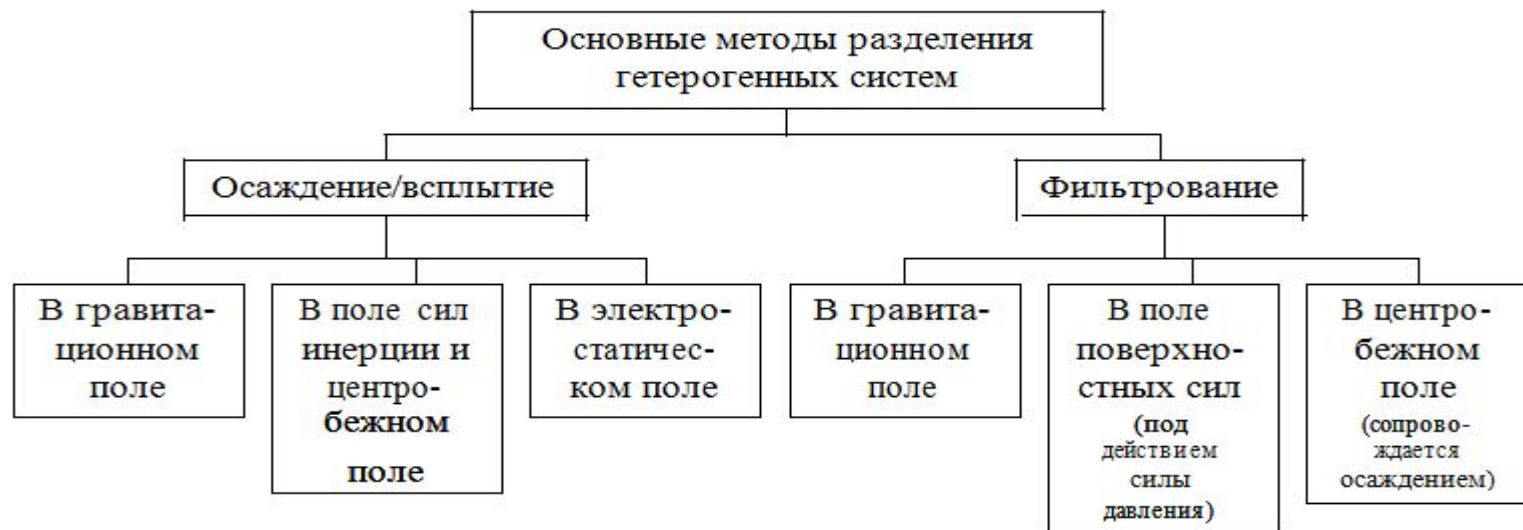 Основные методы разделения
гетерогенных систем
Осаждение/всплытие
Фильтрование
В гравита-
ционном
поле
В поле сил
инерции и
центро-
бежном
поле
В электро-
статичес-
ком поле
В гравита-
ционном
поле
В поле
поверхно-
стных сил
(под
действием
силы
давления)
В центро-
бежном
поле
(сопрово-
ждается
осаждением)